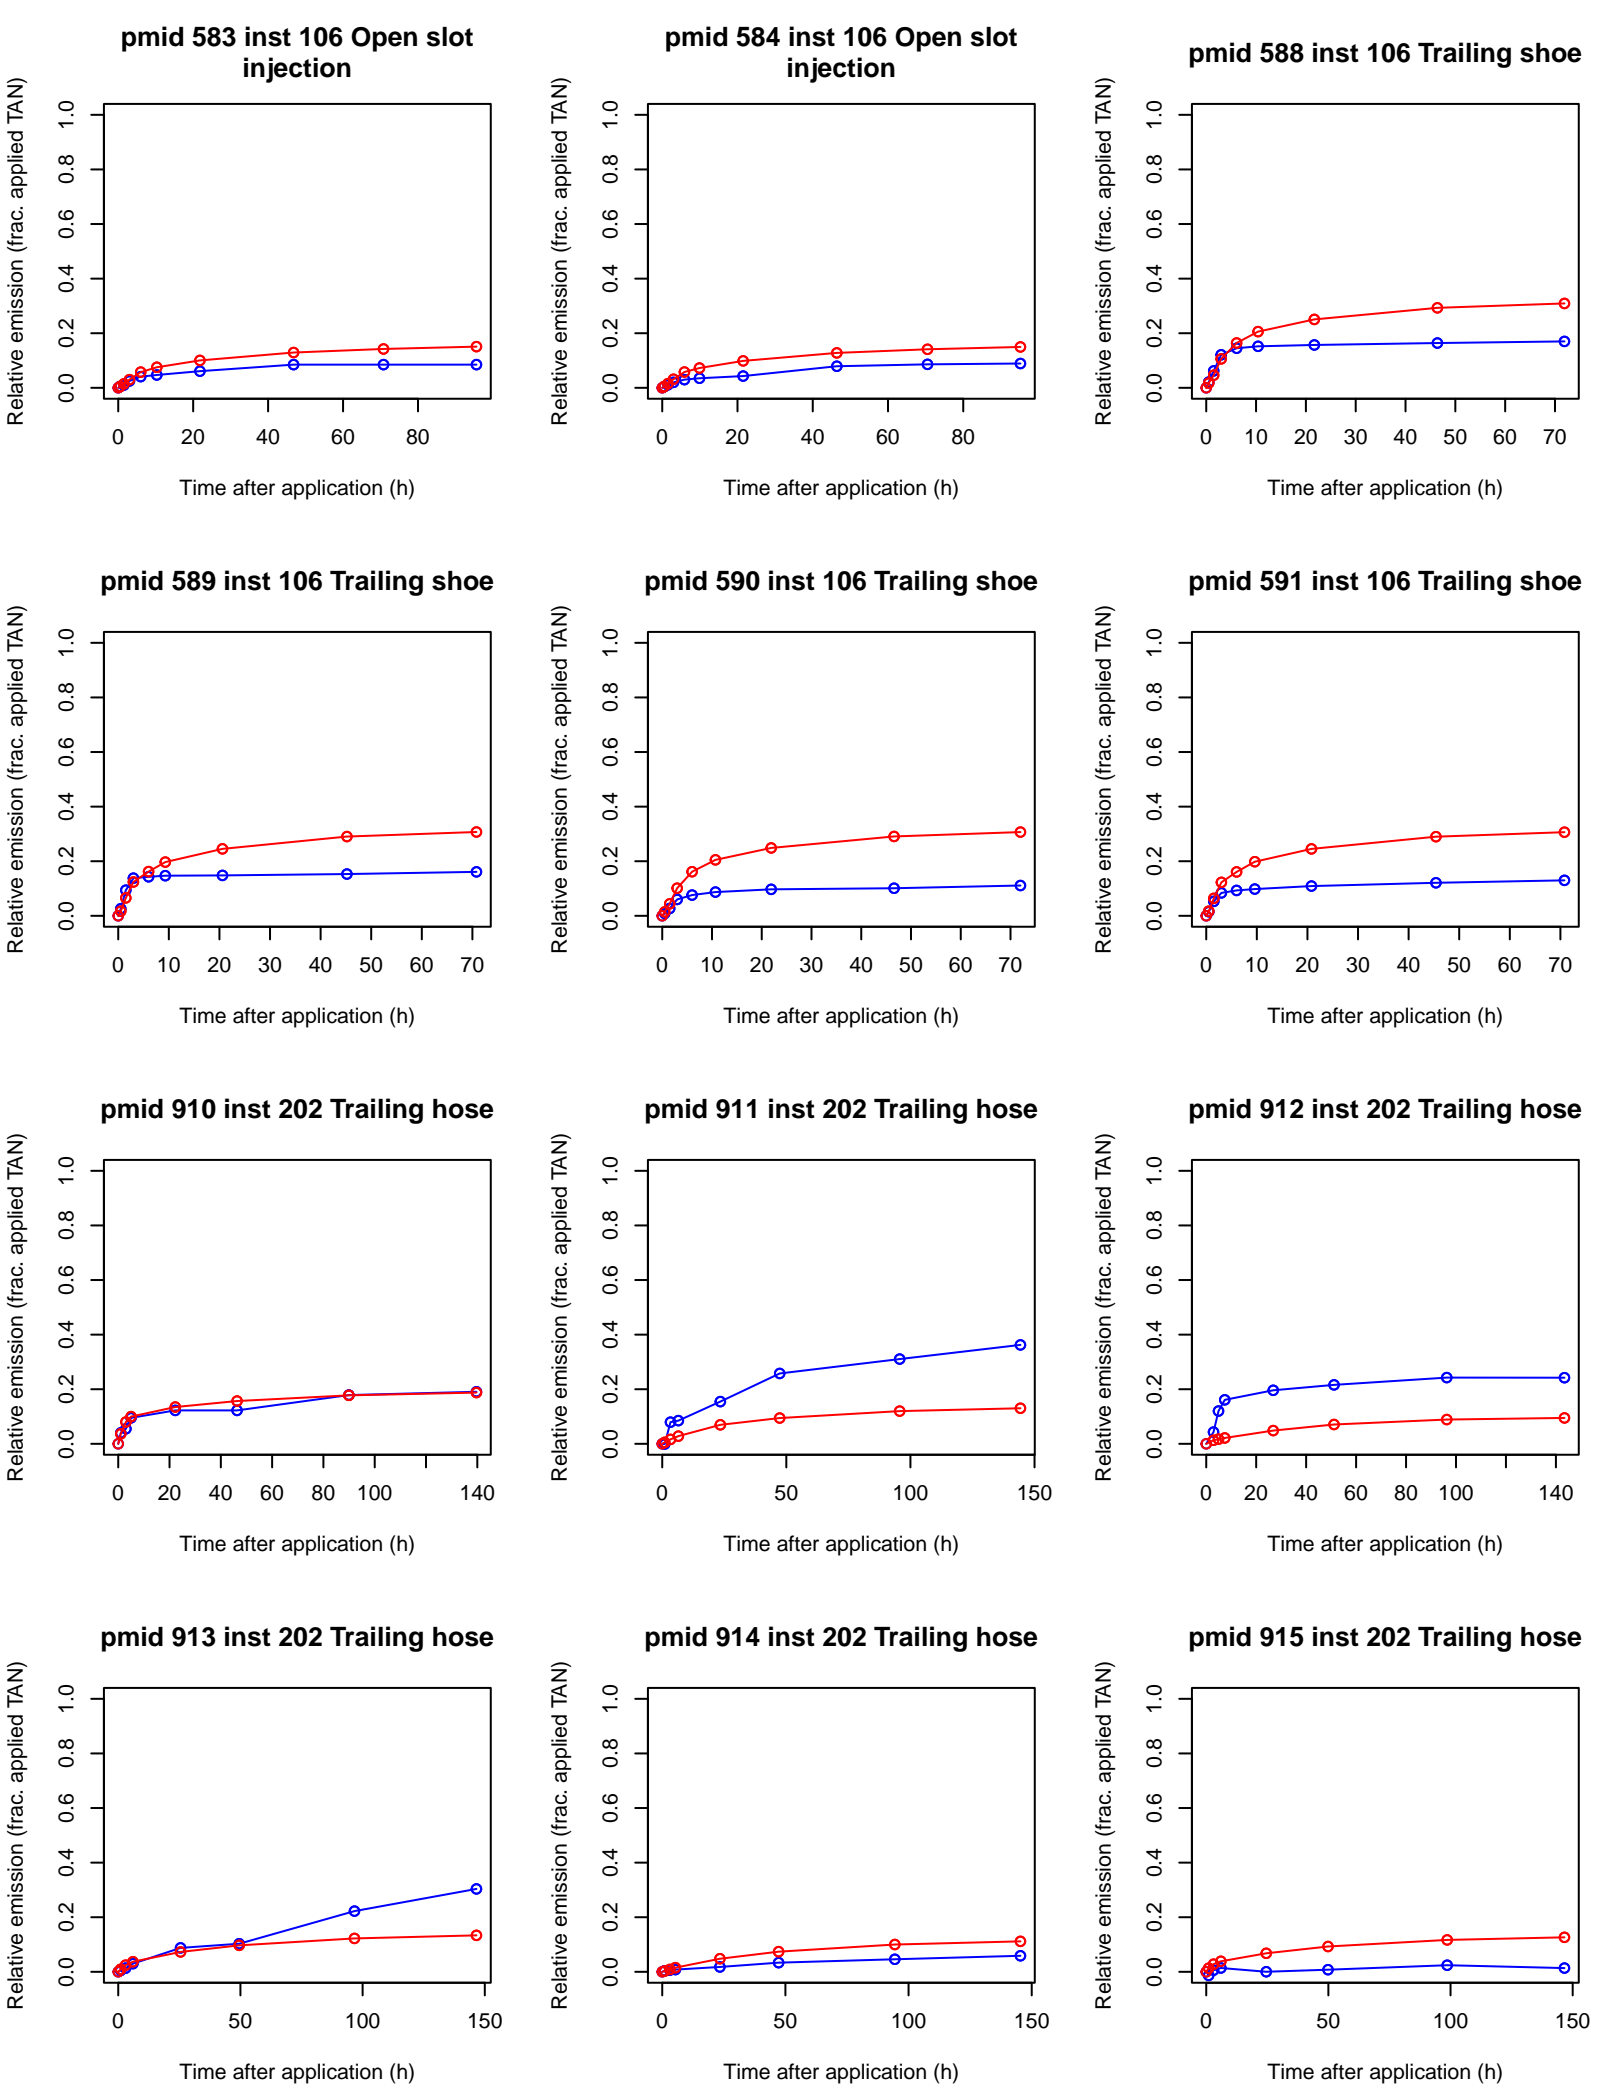 pmid 583 inst 106 Open slot
injection
Relative emission (frac. applied TAN)
1.0
0.8
0.6
0.4
0.2
0.0
0 20 40 60 80
Time after application (h)
pmid 584 inst 106 Open slot
injection
Relative emission (frac. applied TAN)
1.0
0.8
0.6
0.4
0.2
0.0
0 20 40 60 80
Time after application (h)
pmid 588 inst 106 Trailing shoe
Relative emission (frac. applied TAN)
1.0
0.8
0.6
0.4
0.2
0.0
0 10 20 30 40 50 60 70
Time after application (h)
pmid 589 inst 106 Trailing shoe
Relative emission (frac. applied TAN)
1.0
0.8
0.6
0.4
0.2
0.0
0 10 20 30 40 50 60 70
Time after application (h)
pmid 590 inst 106 Trailing shoe
Relative emission (frac. applied TAN)
1.0
0.8
0.6
0.4
0.2
0.0
0 10 20 30 40 50 60 70
Time after application (h)
pmid 591 inst 106 Trailing shoe
Relative emission (frac. applied TAN)
1.0
0.8
0.6
0.4
0.2
0.0
0 10 20 30 40 50 60 70
Time after application (h)
pmid 910 inst 202 Trailing hose
Relative emission (frac. applied TAN)
1.0
0.8
0.6
0.4
0.2
0.0
0 20 40 60 80 100 140
Time after application (h)
pmid 911 inst 202 Trailing hose
Relative emission (frac. applied TAN)
1.0
0.8
0.6
0.4
0.2
0.0
0 50 100 150
Time after application (h)
pmid 912 inst 202 Trailing hose
Relative emission (frac. applied TAN)
1.0
0.8
0.6
0.4
0.2
0.0
0 20 40 60 80 100 140
Time after application (h)
pmid 913 inst 202 Trailing hose
Relative emission (frac. applied TAN)
1.0
0.8
0.6
0.4
0.2
0.0
0 50 100 150
Time after application (h)
pmid 914 inst 202 Trailing hose
Relative emission (frac. applied TAN)
1.0
0.8
0.6
0.4
0.2
0.0
0 50 100 150
Time after application (h)
pmid 915 inst 202 Trailing hose
Relative emission (frac. applied TAN)
1.0
0.8
0.6
0.4
0.2
0.0
0 50 100 150
Time after application (h)